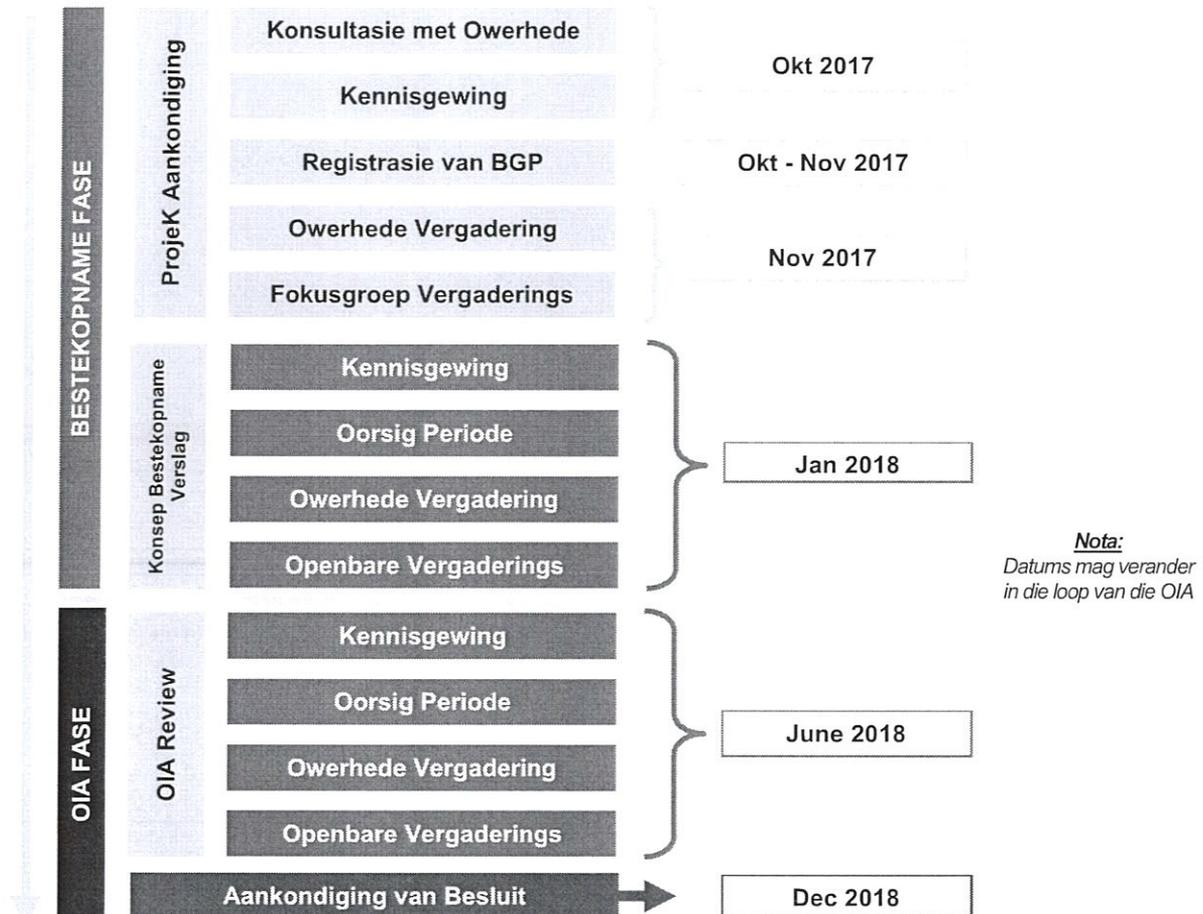 BESTEKOPNAME FASE
ProjeK Aankondiging
Konsultasie met Owerhede
Kennisgewing
Okt 2017
Registrasie van BGP
Okt - Nov 2017
Owerhede Vergadering
Fokusgroep Vergaderings
Nov 2017
Konsep Bestekopname
Verslag
Kennisgewing
Oorsig Periode
Owerhede Vergadering
Openbare Vergaderings
Jan 2018
Nota:
Datums mag verander
in die loop van die OIA
OIA FASE
OIA Review
Kennisgewing
Oorsig Periode
Owerhede Vergadering
Openbare Vergaderings
June 2018
Aankondiging van Besluit
Dec 2018